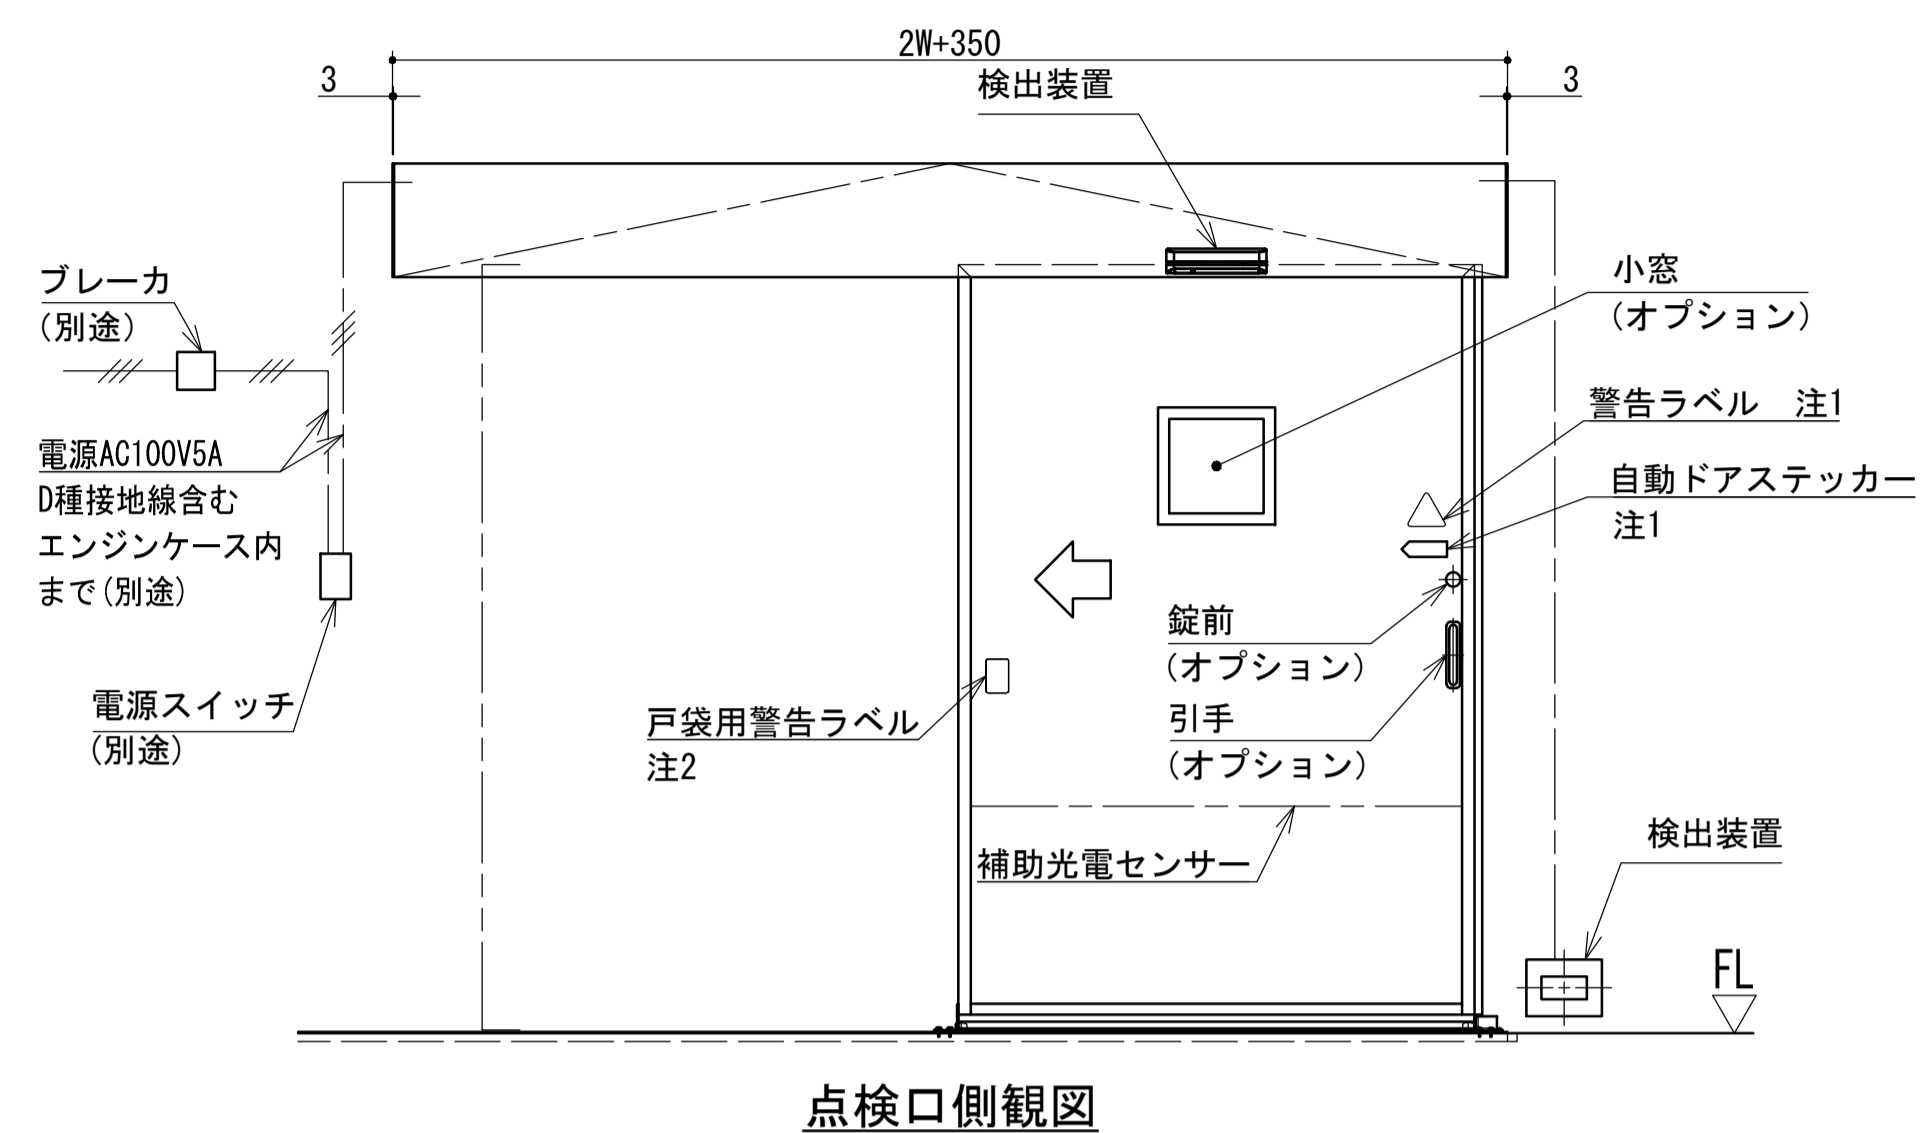 2W+350
3
3
検出装置
ブレーカ
(別途)
小窓
(オプション)
警告ラベル 注1
電源AC100V5A
D種接地線含む
エンジンケース内
まで(別途)
自動ドアステッカー
注1
錠前
(オプション)
電源スイッチ
(別途)
戸袋用警告ラベル
注2
引手
(オプション)
補助光電センサー
検出装置
FL
点検口側観図